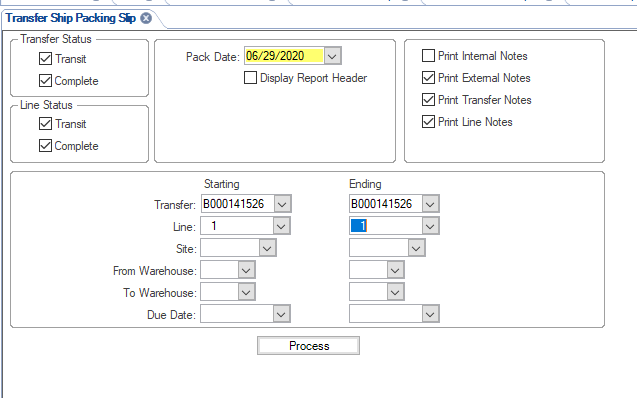 Transfer Ship Packing Slip
Transfer Status
Transit
Complete
Line Status
Transit
Complete
Pack Date: 06/29/2020
Display Report Header
Print Internal Notes
Print External Notes
Print Transfer Notes
Print Line Notes
Starting Ending
Transfer: B000141526 B000141526
Line: 1 1
Site:
From Warehouse:
To Warehouse:
Due Date:
Process